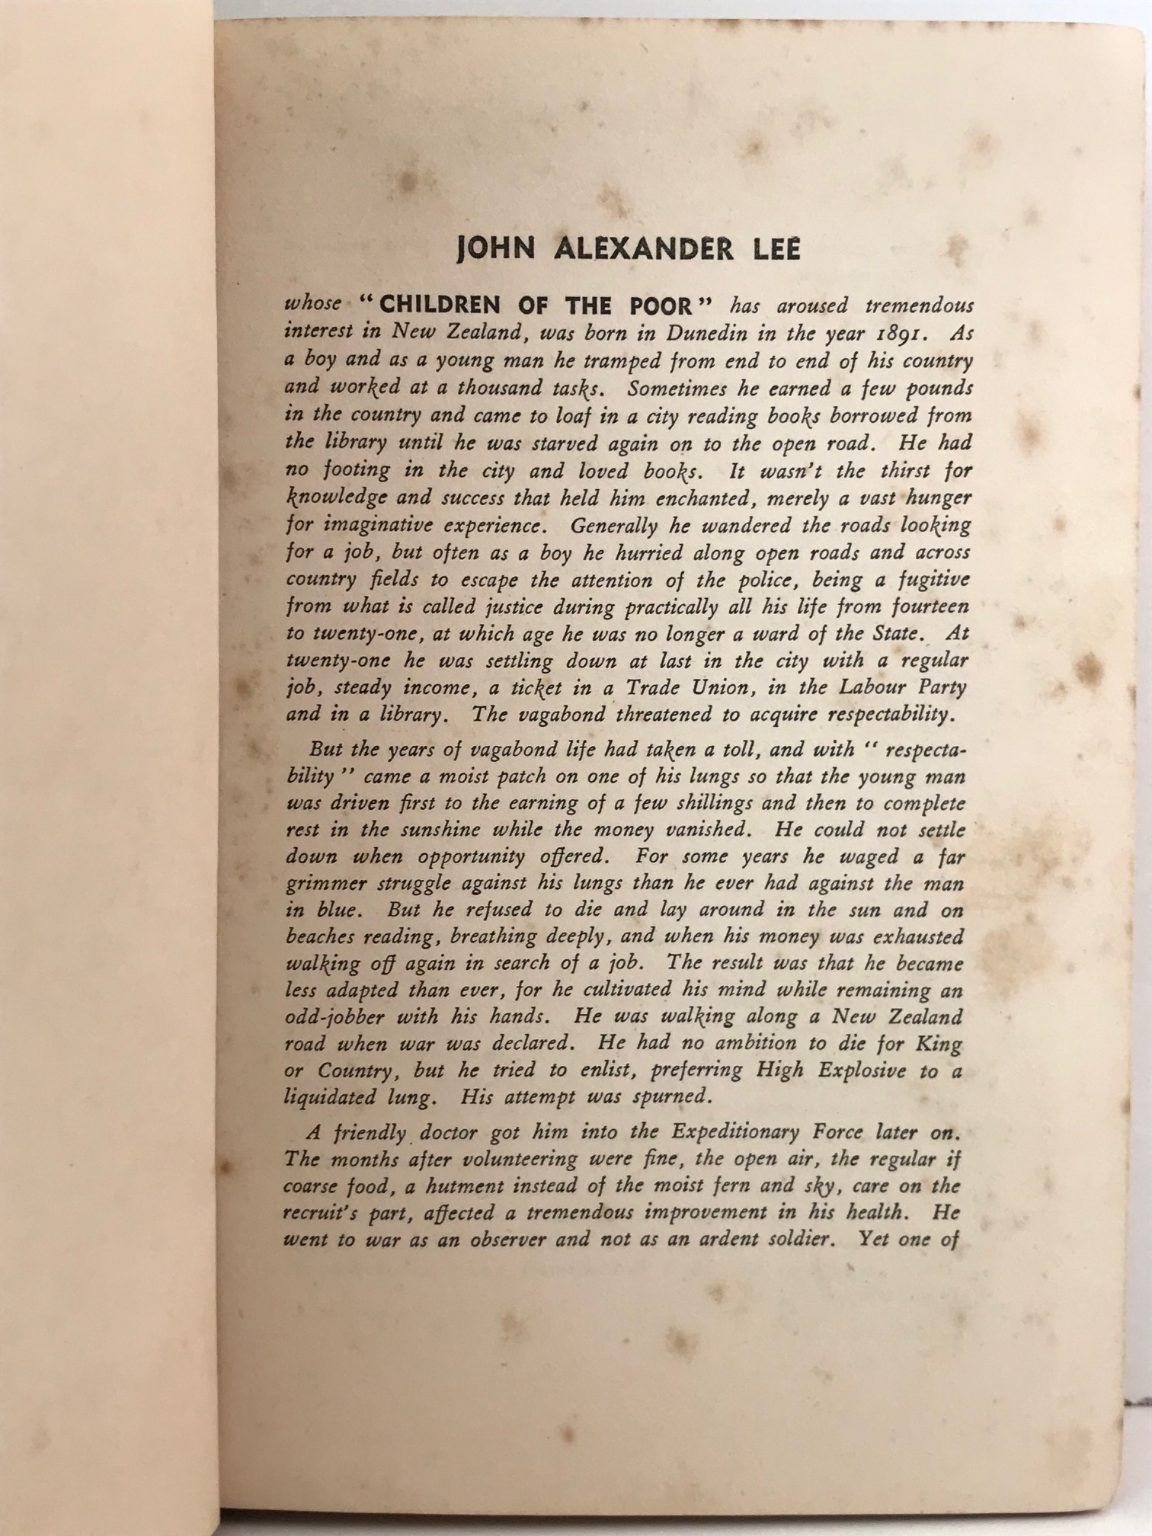 JOHN ALEXANDER LEE
whose “CHILDREN OF THE POOR” has aroused tremendous
interest in New Zealand, was born in Dunedin in the year 1891. As
a boy and as a young man he tramped from end to end of his country
and worked at a thousand tasks. Sometimes he earned a few pounds
in the country and came to loaf in a city reading books borrowed from
the library until he was starved again on to the open road. He had
no footing in the city and loved books. It wasn't the thirst for
knowledge and success that held him enchanted, merely a vast hunger
for imaginative experience. Generally he wandered the roads looking
for a job, but often as a boy he hurried along open roads and across
country fields to escape the attention of the police, being a fugitive
from what is called justice during practically all his life from fourteen
to twenty-one, at which age he was no longer a ward of the State. At
twenty-one he was settling down at last in the city with a regular
job, steady income, a ticket in a Trade Union, in the Labour Party
and in a library. The vagabond threatened to acquire respectability.
But the years of vagabond life had taken a toll, and with “ respecta-
bility ” came a moist patch on one of his lungs so that the young man
was driven first to the earning of a few shillings and then to complete
rest in the sunshine while the money vanished. He could not settle
down when opportunity offered. For some years he waged a far
grimmer struggle against his lungs than he ever had against the man
in blue. But he refused to die and lay around in the sun and on
beaches reading, breathing deeply, and when his money was exhausted
walking off again in search of a job. The result was that he became
less adapted than ever, for he cultivated his mind while remaining an
odd-jobber with his hands. He was walking along a New Zealand
road when war was declared. He had no ambition to die for King
or Country, but he tried to enlist, preferring High Explosive to a
liquidated lung. His attempt was spurned.
A friendly doctor got him into the Expeditionary Force later on.
The months after volunteering were fine, the open air, the regular if
coarse food, a hutment instead of the moist fern and sky, care on the
recruit's part, affected a tremendous improvement in his health. He
went to war as an observer and not as an ardent soldier. Yet one of